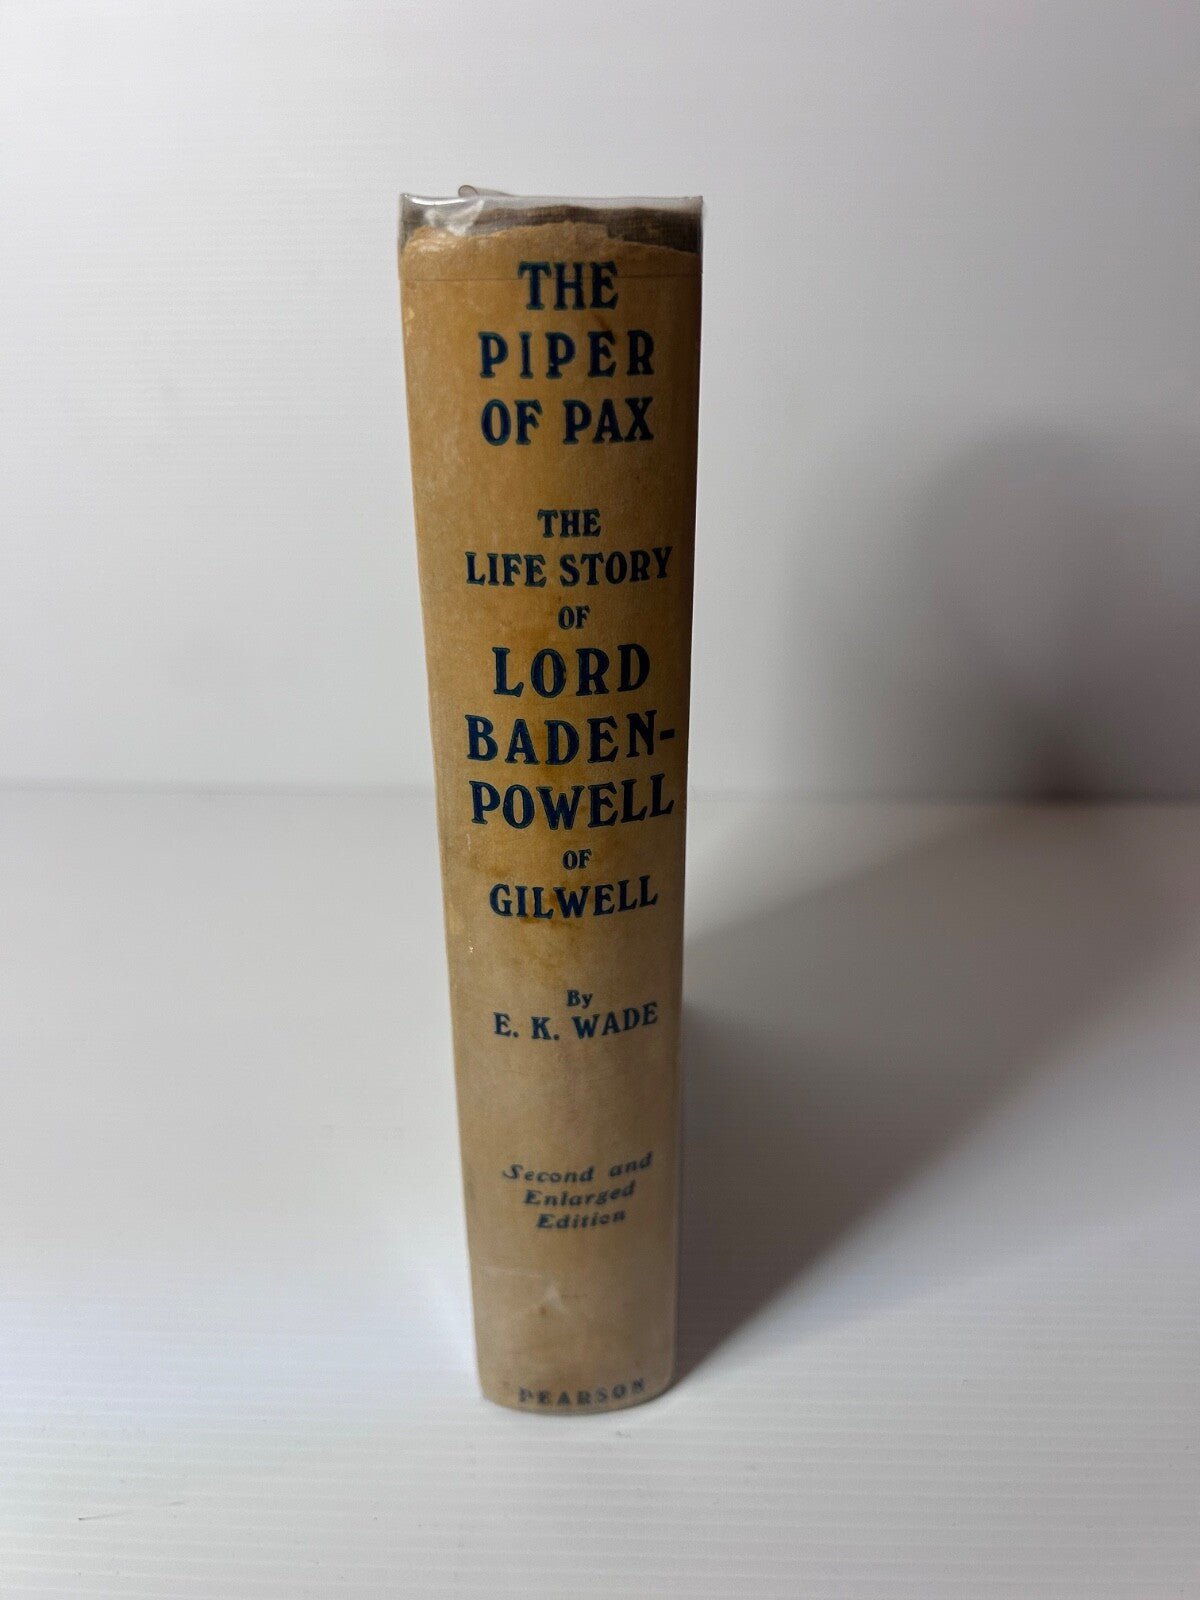 THE
PIPER
OF PAX
THE
LIFE STORY
OF
LORD
BADEN-
POWELL
OF
GILWELL
By
E. K. WADE
Second and
Enlarged
Edition
PEARSON